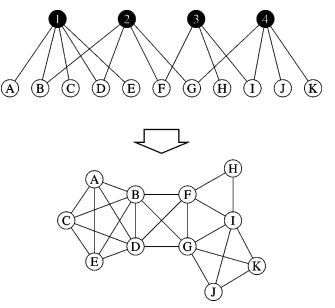 1 2 3 4
A B C D E F G H I J K
H
A
B F
C I
D G
E K
J